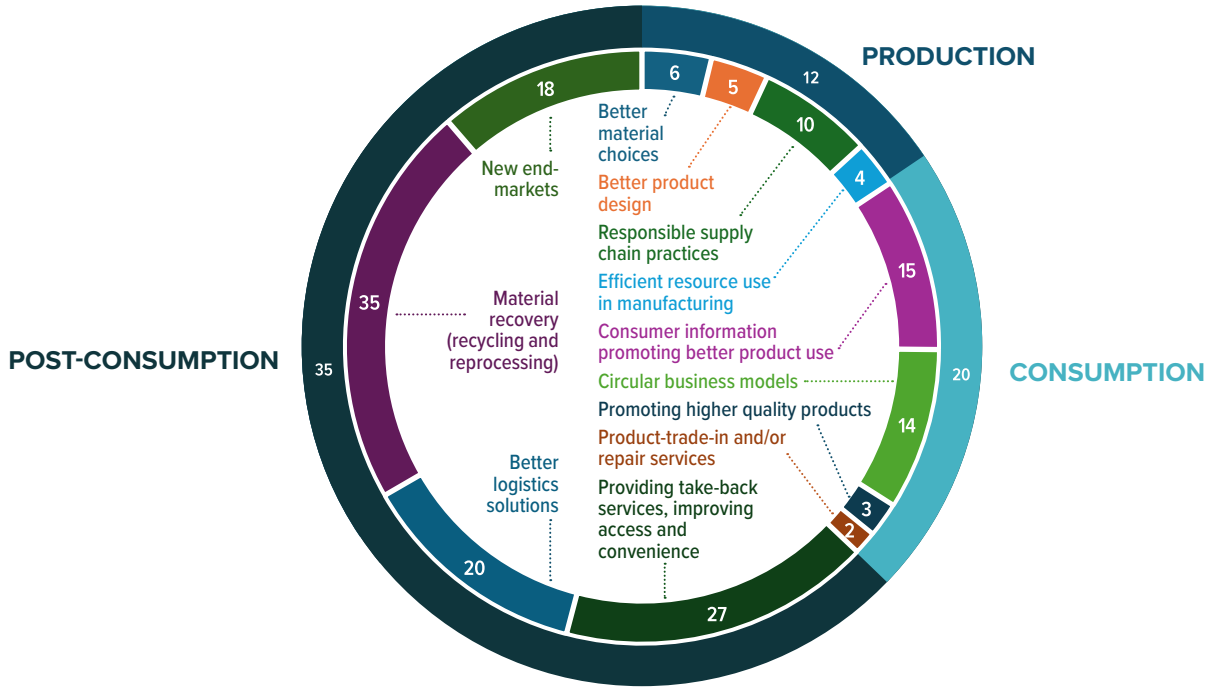 PRODUCTION
12
6
5
10
4
Better
material
choices
Better product
design
Responsible supply
chain practices
Efficient resource use
in manufacturing
CONSUMPTION
20
15
14
3
2
Consumer information
promoting better product use
Circular business models
Promoting higher quality products
Product-trade-in and/or
repair services
POST-CONSUMPTION
35
27
20
35
18
Providing take-back
services, improving
access and
convenience
Better
logistics
solutions
Material
recovery
(recycling and
reprocessing)
New end-
markets